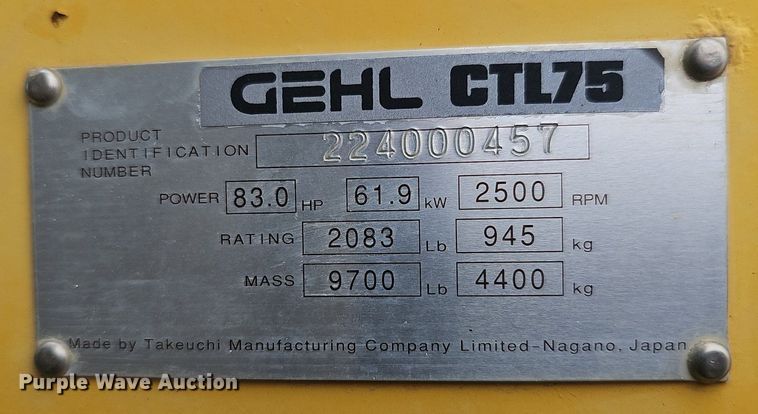 GEHL CTL75
PRODUCT IDENTIFICATION NUMBER 224000457
POWER 83.0 HP 61.9 kW 2500 RPM
RATING 2083 Lb 945 kg
MASS 9700 Lb 4400 kg
Made by Takeuchi Manufacturing Company Limited-Nagano, Japan
Purple Wave Auction